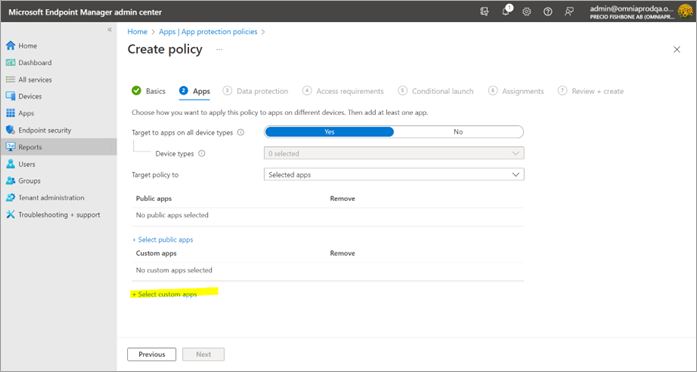 Microsoft Endpoint Manager admin center
1
admin@omniaprodqa.o...
PRECIO FISHBONE AB (OMNIAPR...
«
Home
Dashboard
All services
Devices
Apps
Endpoint security
Reports
Users
Groups
Tenant administration
Troubleshooting + support
Home > Apps | App protection policies >
Create policy ...
Basics
2 Apps
3 Data protection
4 Access requirements
5 Conditional launch
6 Assignments
7 Review + create
Choose how you want to apply this policy to apps on different devices. Then add at least one app.
Target to apps on all device types
Yes
No
Device types
0 selected
Target policy to
Selected apps
Public apps Remove
No public apps selected
+ Select public apps
Custom apps Remove
No custom apps selected
+ Select custom apps
Previous
Next